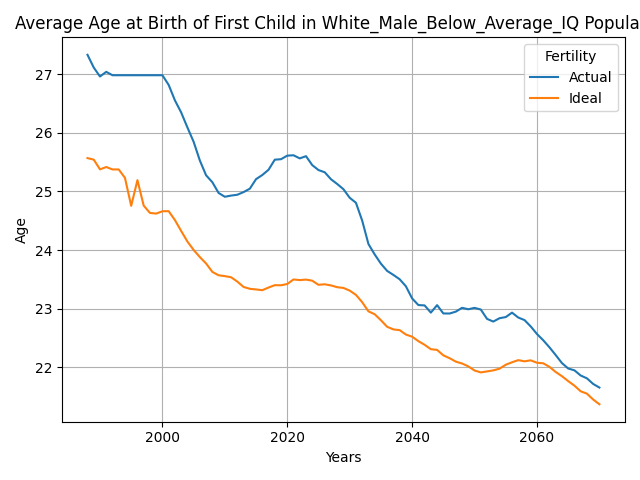 Average Age at Birth of First Child in White_Male_Below_Average_IQ Popula
Fertility
Actual
Ideal
Age
27
26
25
24
23
22
2000 2020 2040 2060
Years